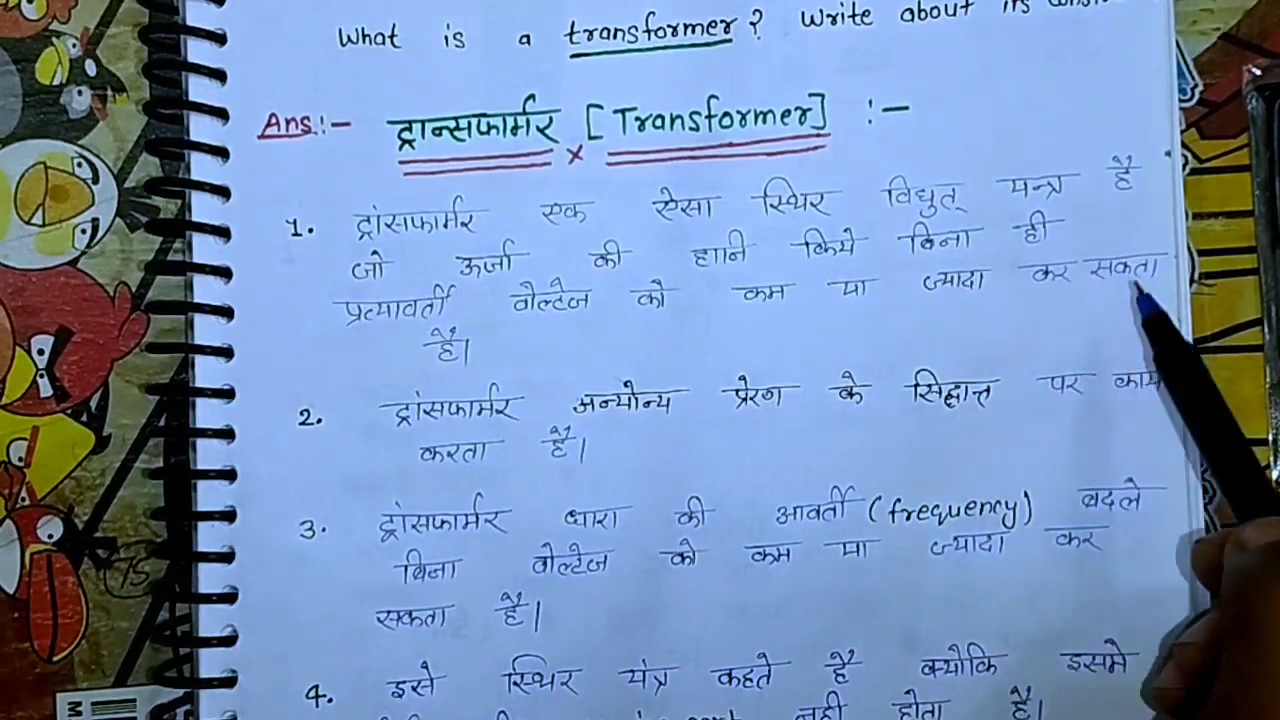 What is a transformer? Write about its
Ans:- ट्रान्सफार्मर [Transformer] :-
1. ट्रांसफार्मर एक ऐसा स्थिर विद्युत् यन्त्र है
जो ऊर्जा की हानि किये बिना ही
प्रत्यावर्ती वोल्टेज को कम या ज्यादा कर सकता
है।
2. ट्रांसफार्मर अन्योन्य प्रेरण के सिद्धान्त पर कार्य
करता है।
3. ट्रांसफार्मर धारा की आवर्ती (frequency) बदले
बिना वोल्टेज को कम या ज्यादा कर
सकता है।
4. इसे स्थिर यंत्र कहते है क्योकि इसमे
नही होता है।
75